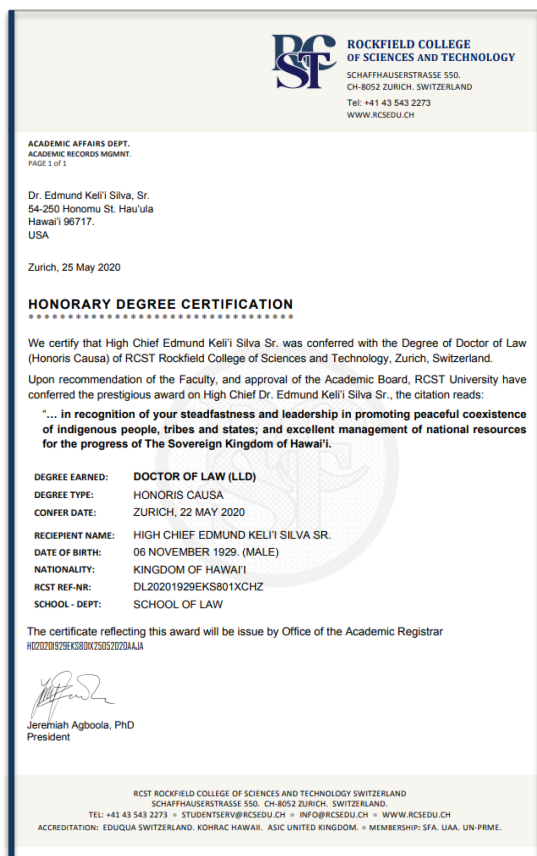 RCST
ROCKFIELD COLLEGE
OF SCIENCES AND TECHNOLOGY
SCHAFFHAUSERSTRASSE 550.
CH-8052 ZURICH. SWITZERLAND
Tel: +41 43 543 2273
WWW.RCSEDU.CH
ACADEMIC AFFAIRS DEPT.
ACADEMIC RECORDS MGMNT.
PAGE 1 of 1
Dr. Edmund Keli'i Silva, Sr.
54-250 Honomu St. Hau'ula
Hawai'i 96717.
USA
Zurich, 25 May 2020
HONORARY DEGREE CERTIFICATION
* * * * * * * * * * * * * * * * * * * * * * * * * * * * * * * * * *
We certify that High Chief Edmund Keli'i Silva Sr. was conferred with the Degree of Doctor of Law
(Honoris Causa) of RCST Rockfield College of Sciences and Technology, Zurich, Switzerland.
Upon recommendation of the Faculty, and approval of the Academic Board, RCST University have
conferred the prestigious award on High Chief Dr. Edmund Keli'i Silva Sr., the citation reads:
"... in recognition of your steadfastness and leadership in promoting peaceful coexistence
of indigenous people, tribes and states; and excellent management of national resources
for the progress of The Sovereign Kingdom of Hawai'i.
DEGREE EARNED: DOCTOR OF LAW (LLD)
DEGREE TYPE: HONORIS CAUSA
CONFER DATE: ZURICH, 22 MAY 2020
RECIEPIENT NAME: HIGH CHIEF EDMUND KELI'I SILVA SR.
DATE OF BIRTH: 06 NOVEMBER 1929. (MALE)
NATIONALITY: KINGDOM OF HAWAI'I
RCST REF-NR: DL20201929EKS801XCHZ
SCHOOL - DEPT: SCHOOL OF LAW
The certificate reflecting this award will be issue by Office of the Academic Registrar
HD20201929EKS801X25052020AAJA
Jeremiah Agboola, PhD
President
RCST ROCKFIELD COLLEGE OF SCIENCES AND TECHNOLOGY SWITZERLAND
SCHAFFHAUSERSTRASSE 550. CH-8052 ZURICH. SWITZERLAND.
TEL: +41 43 543 2273 • STUDENTSERV@RCSEDU.CH • INFO@RCSEDU.CH • WWW.RCSEDU.CH
ACCREDITATION: EDUQUA SWITZERLAND. KOHRAC HAWAII. ASIC UNITED KINGDOM. • MEMBERSHIP: SFA. UAA. UN-PRME.